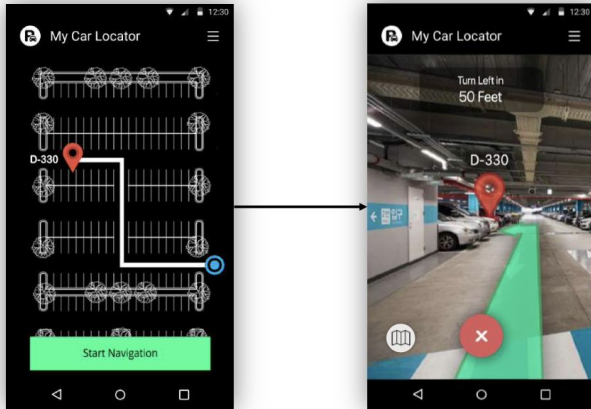 12:30
My Car Locator
D-330
Start Navigation
12:30
My Car Locator
Turn Left in
50 Feet
D-330